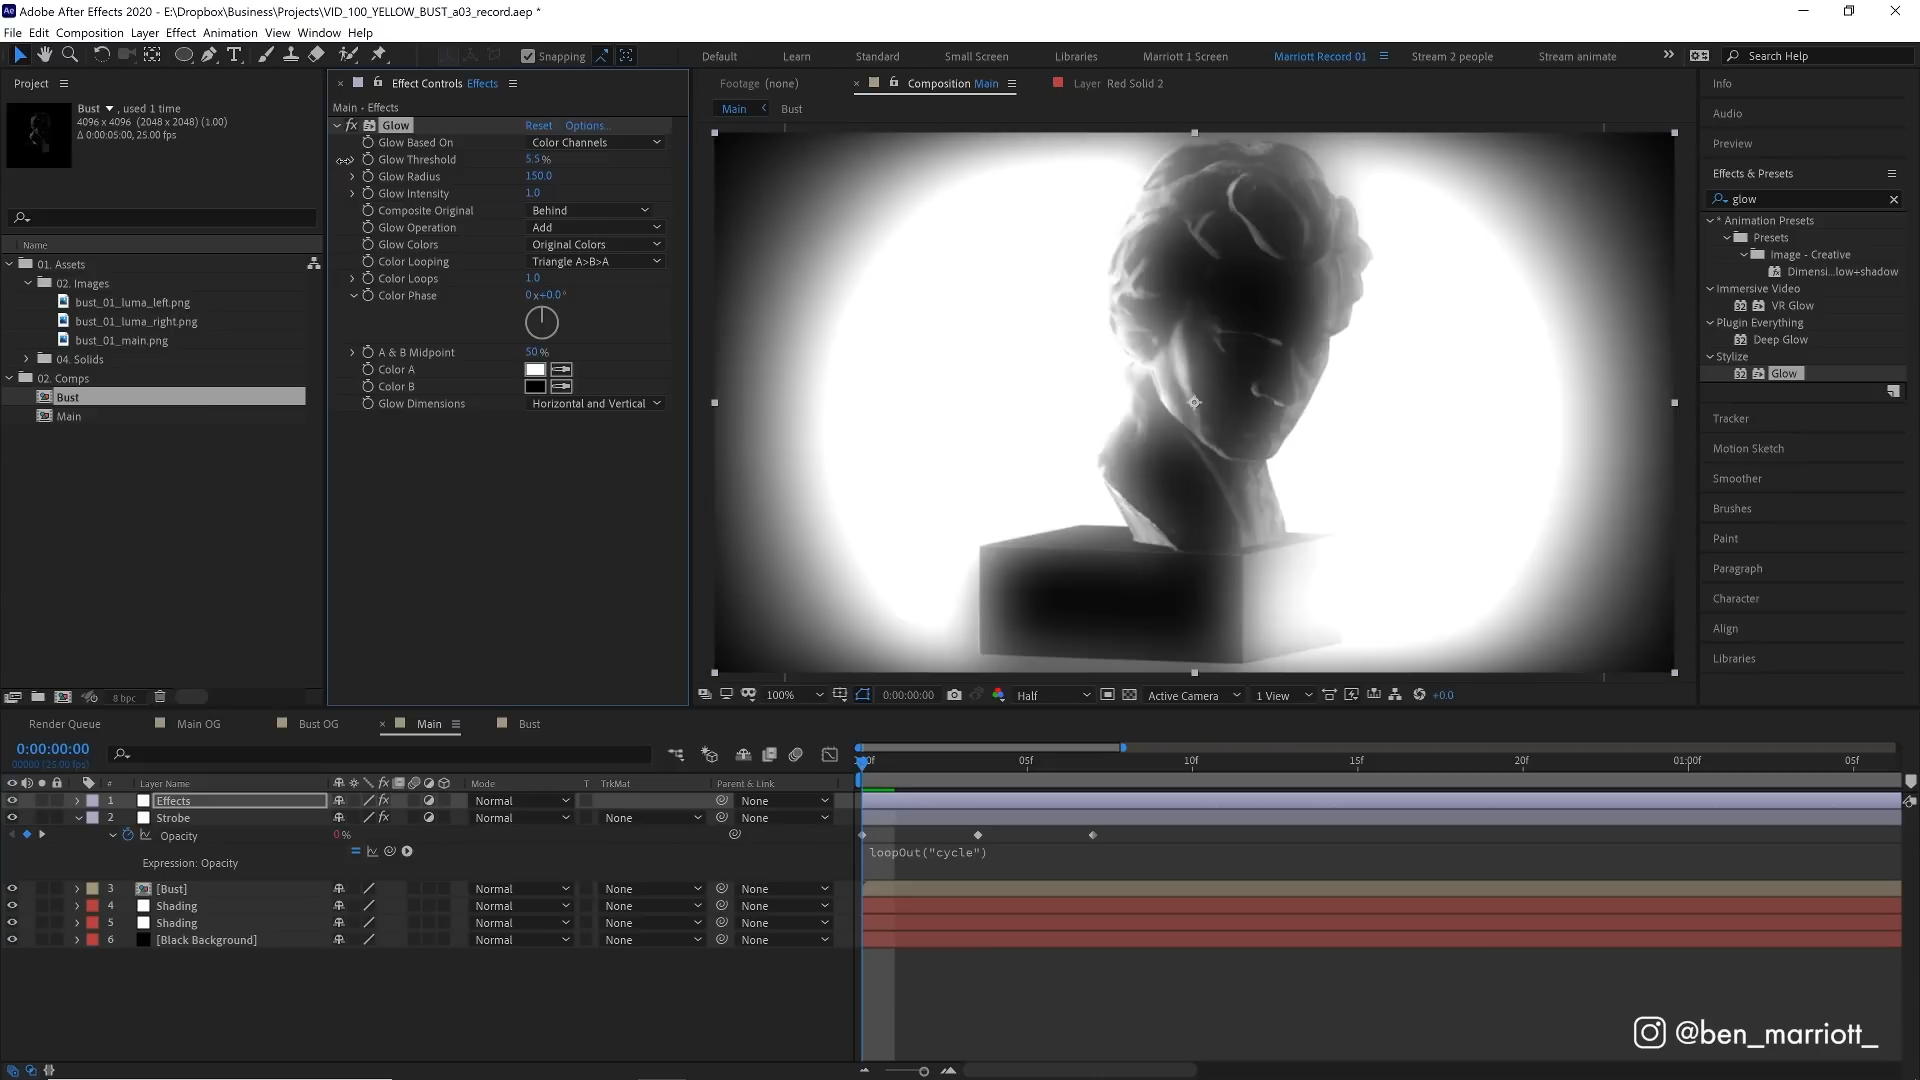 Adobe After Effects 2020 - E:\Dropbox\Business\Projects\VID_100_YELLOW_BUST_a03_record.aep *
File Edit Composition Layer Effect Animation View Window Help
Snapping Default Learn Standard Small Screen Libraries Marriott 1 Screen Marriott Record 01 Stream 2 people Stream animate Search Help
Project
Bust , used 1 time
4096 x 4096 (2048 x 2048) (1.00)
Δ 0:00:05:00, 25.00 fps
Name
01. Assets
02. Images
bust_01_luma_left.png
bust_01_luma_right.png
bust_01_main.png
04. Solids
02. Comps
Bust
Main
8 bpc
Effect Controls Effects
Main • Effects
fx Glow Reset Options...
Glow Based On Color Channels
Glow Threshold 5.5 %
Glow Radius 150.0
Glow Intensity 1.0
Composite Original Behind
Glow Operation Add
Glow Colors Original Colors
Color Looping Triangle A>B>A
Color Loops 1.0
Color Phase 0 x+0.0°
A & B Midpoint 50 %
Color A
Color B
Glow Dimensions Horizontal and Vertical
Footage (none) Composition Main Layer Red Solid 2
Main Bust
100% 0:00:00:00 Half Active Camera 1 View +0.0
Info
Audio
Preview
Effects & Presets
glow
* Animation Presets
Presets
Image - Creative
Dimensi...low+shadow
Immersive Video
VR Glow
Plugin Everything
Deep Glow
Stylize
Glow
Tracker
Motion Sketch
Smoother
Brushes
Paint
Paragraph
Character
Align
Libraries
Render Queue Main OG Bust OG Main Bust
0:00:00:00
00000 (25.00 fps)
05f 10f 15f 20f 01:00f 05f
# Layer Name Mode T TrkMat Parent & Link
1 Effects Normal None
2 Strobe Normal None None
Opacity 0 %
Expression: Opacity loopOut("cycle")
3 [Bust] Normal None None
4 Shading Normal None None
5 Shading Normal None None
6 [Black Background] Normal None None
@ben_marriott_